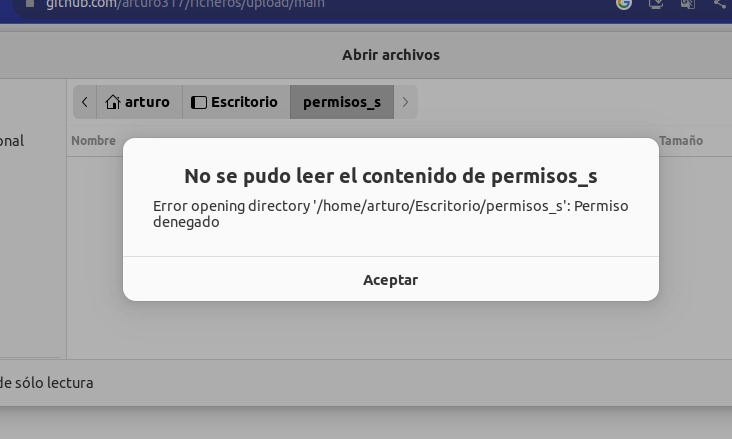 github.com/arturo317/ficheros/upload/main
Abrir archivos
arturo
Escritorio
permisos_s
onal
Nombre
Tamaño
No se pudo leer el contenido de permisos_s
Error opening directory '/home/arturo/Escritorio/permisos_s': Permiso
denegado
Aceptar
de sólo lectura